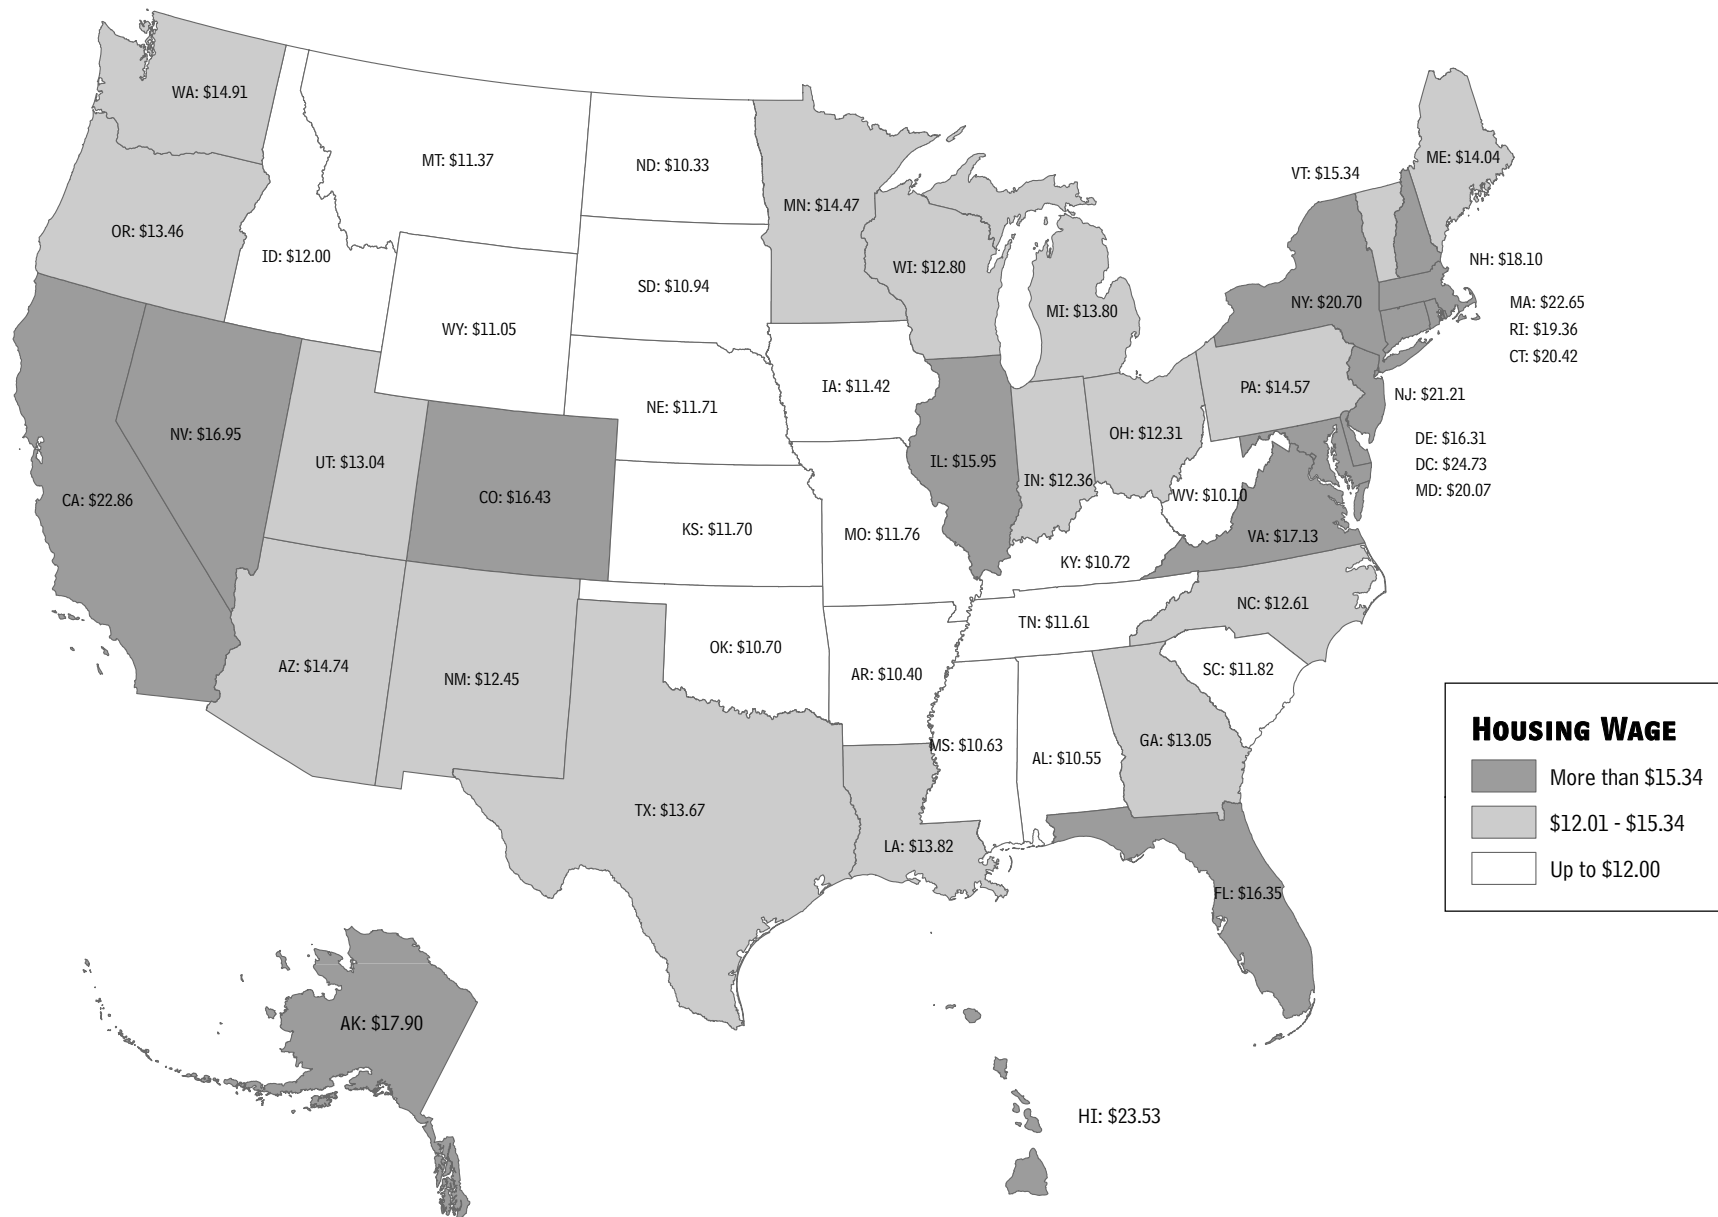 WA: $14.91
MT: $11.37
ND: $10.33
ME: $14.04
VT: $15.34
MN: $14.47
OR: $13.46
ID: $12.00
NH: $18.10
WI: $12.80
SD: $10.94
MA: $22.65
NY: $20.70
MI: $13.80
WY: $11.05
RI: $19.36
CT: $20.42
IA: $11.42
PA: $14.57
NJ: $21.21
NE: $11.71
NV: $16.95
OH: $12.31
DE: $16.31
UT: $13.04
IL: $15.95
DC: $24.73
IN: $12.36
MD: $20.07
CA: $22.86
CO: $16.43
WV: $10.10
KS: $11.70
MO: $11.76
VA: $17.13
KY: $10.72
NC: $12.61
TN: $11.61
OK: $10.70
AZ: $14.74
NM: $12.45
AR: $10.40
SC: $11.82
MS: $10.63
AL: $10.55
GA: $13.05
TX: $13.67
LA: $13.82
FL: $16.35
AK: $17.90
HI: $23.53
HOUSING WAGE
More than $15.34
$12.01 - $15.34
Up to $12.00